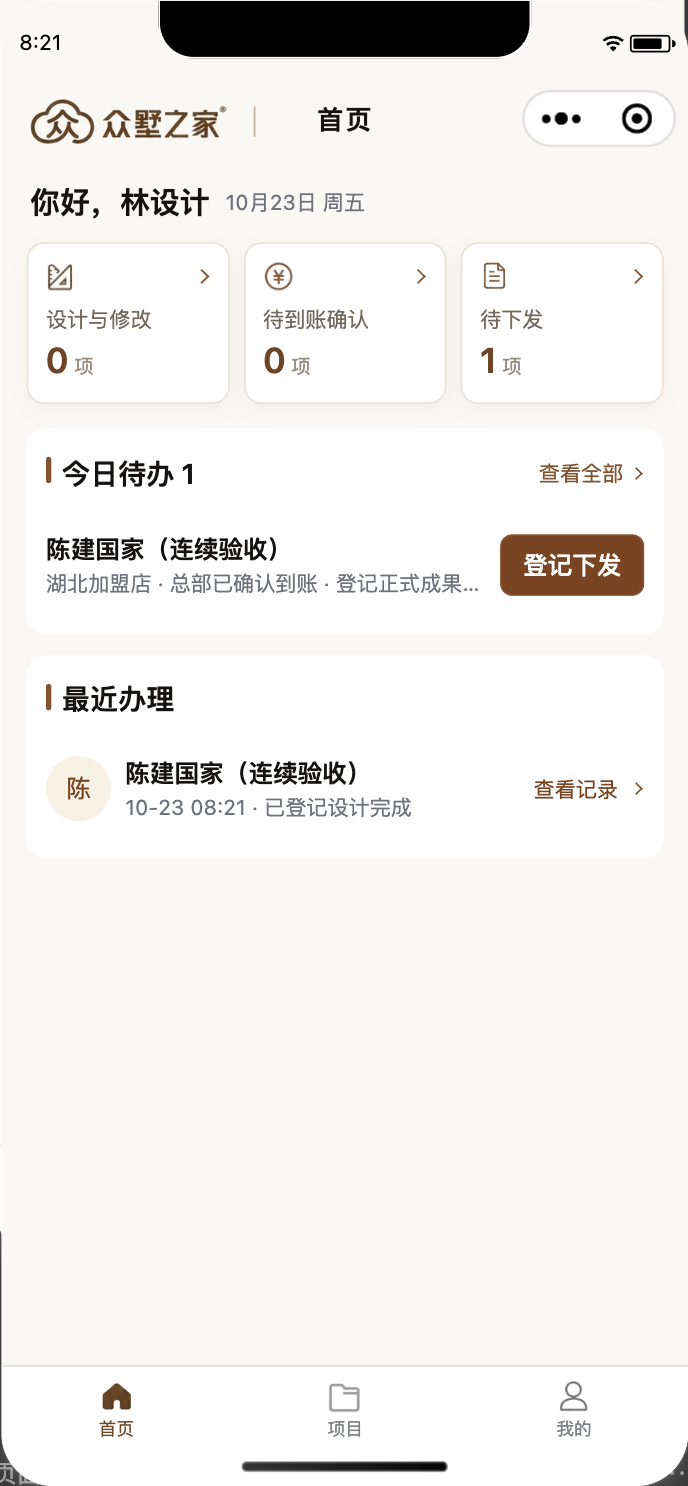 8:21
众墅之家® 首页
你好，林设计 10月23日 周五
设计与修改 待到账确认 待下发
0 项 0 项 1 项
今日待办 1 查看全部
陈建国家（连续验收）
湖北加盟店 · 总部已确认到账 · 登记正式成果...
登记下发
最近办理
陈 陈建国家（连续验收）
10-23 08:21 · 已登记设计完成
查看记录
首页 项目 我的